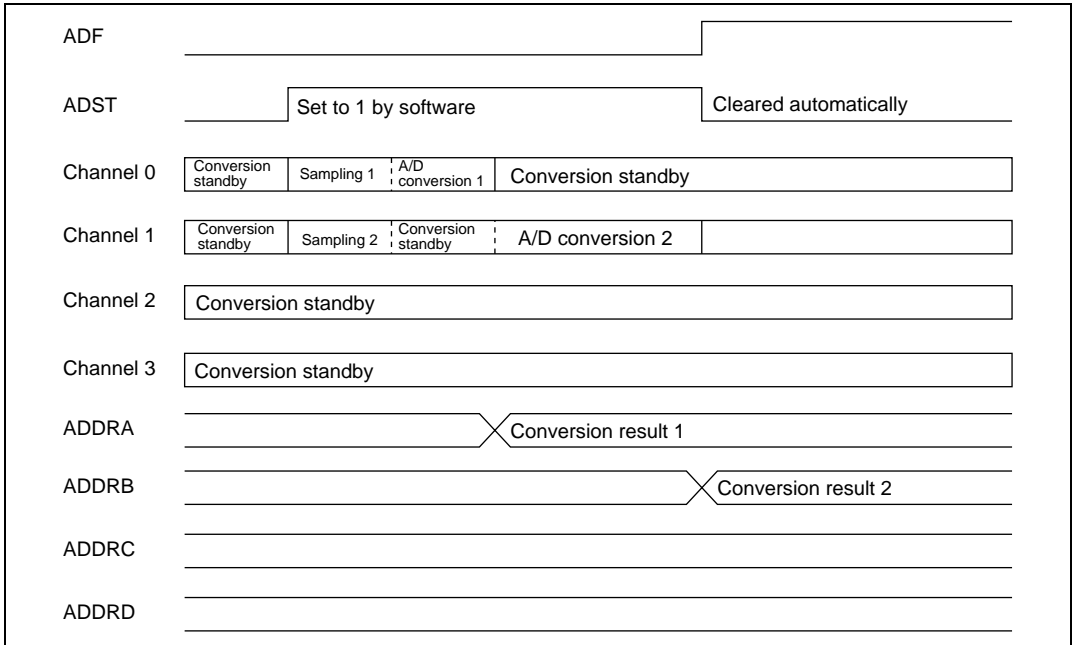 ADF
ADST Set to 1 by software Cleared automatically
Channel 0 Conversion standby Sampling 1 A/D conversion 1 Conversion standby
Channel 1 Conversion standby Sampling 2 Conversion standby A/D conversion 2
Channel 2 Conversion standby
Channel 3 Conversion standby
ADDRA Conversion result 1
ADDRB Conversion result 2
ADDRC
ADDRD